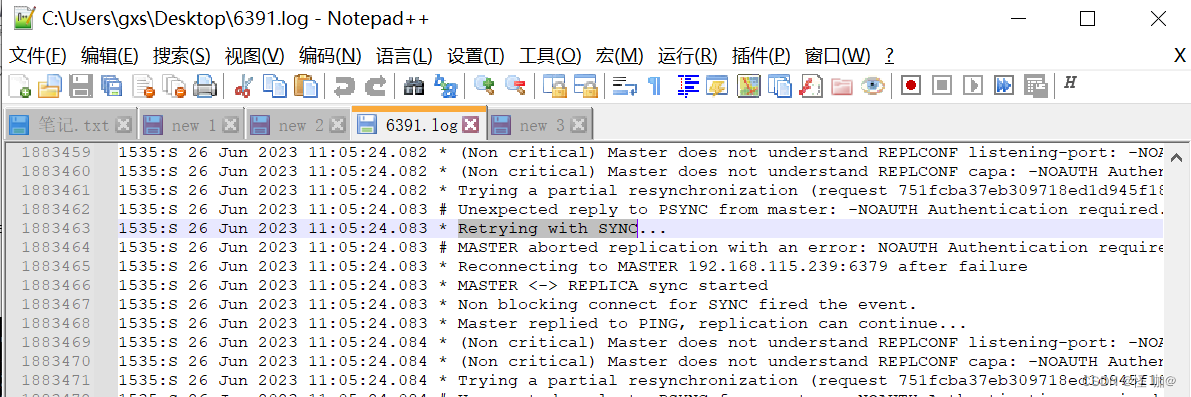 C:\Users\gxs\Desktop\6391.log - Notepad++
文件(F) 编辑(E) 搜索(S) 视图(V) 编码(N) 语言(L) 设置(T) 工具(O) 宏(M) 运行(R) 插件(P) 窗口(W) ? X
笔记.txt new 1 new 2 6391.log new 3
1883459 1535:S 26 Jun 2023 11:05:24.082 * (Non critical) Master does not understand REPLCONF listening-port: -NOA
1883460 1535:S 26 Jun 2023 11:05:24.082 * (Non critical) Master does not understand REPLCONF capa: -NOAUTH Authen
1883461 1535:S 26 Jun 2023 11:05:24.082 * Trying a partial resynchronization (request 751fcba37eb309718ed1d945f18
1883462 1535:S 26 Jun 2023 11:05:24.083 # Unexpected reply to PSYNC from master: -NOAUTH Authentication required.
1883463 1535:S 26 Jun 2023 11:05:24.083 * Retrying with SYNC...
1883464 1535:S 26 Jun 2023 11:05:24.083 # MASTER aborted replication with an error: NOAUTH Authentication require
1883465 1535:S 26 Jun 2023 11:05:24.083 * Reconnecting to MASTER 192.168.115.239:6379 after failure
1883466 1535:S 26 Jun 2023 11:05:24.083 * MASTER <-> REPLICA sync started
1883467 1535:S 26 Jun 2023 11:05:24.083 * Non blocking connect for SYNC fired the event.
1883468 1535:S 26 Jun 2023 11:05:24.083 * Master replied to PING, replication can continue...
1883469 1535:S 26 Jun 2023 11:05:24.084 * (Non critical) Master does not understand REPLCONF listening-port: -NOA
1883470 1535:S 26 Jun 2023 11:05:24.084 * (Non critical) Master does not understand REPLCONF capa: -NOAUTH Authen
1883471 1535:S 26 Jun 2023 11:05:24.084 * Trying a partial resynchronization (request 751fcba37eb309718ed1d945f18